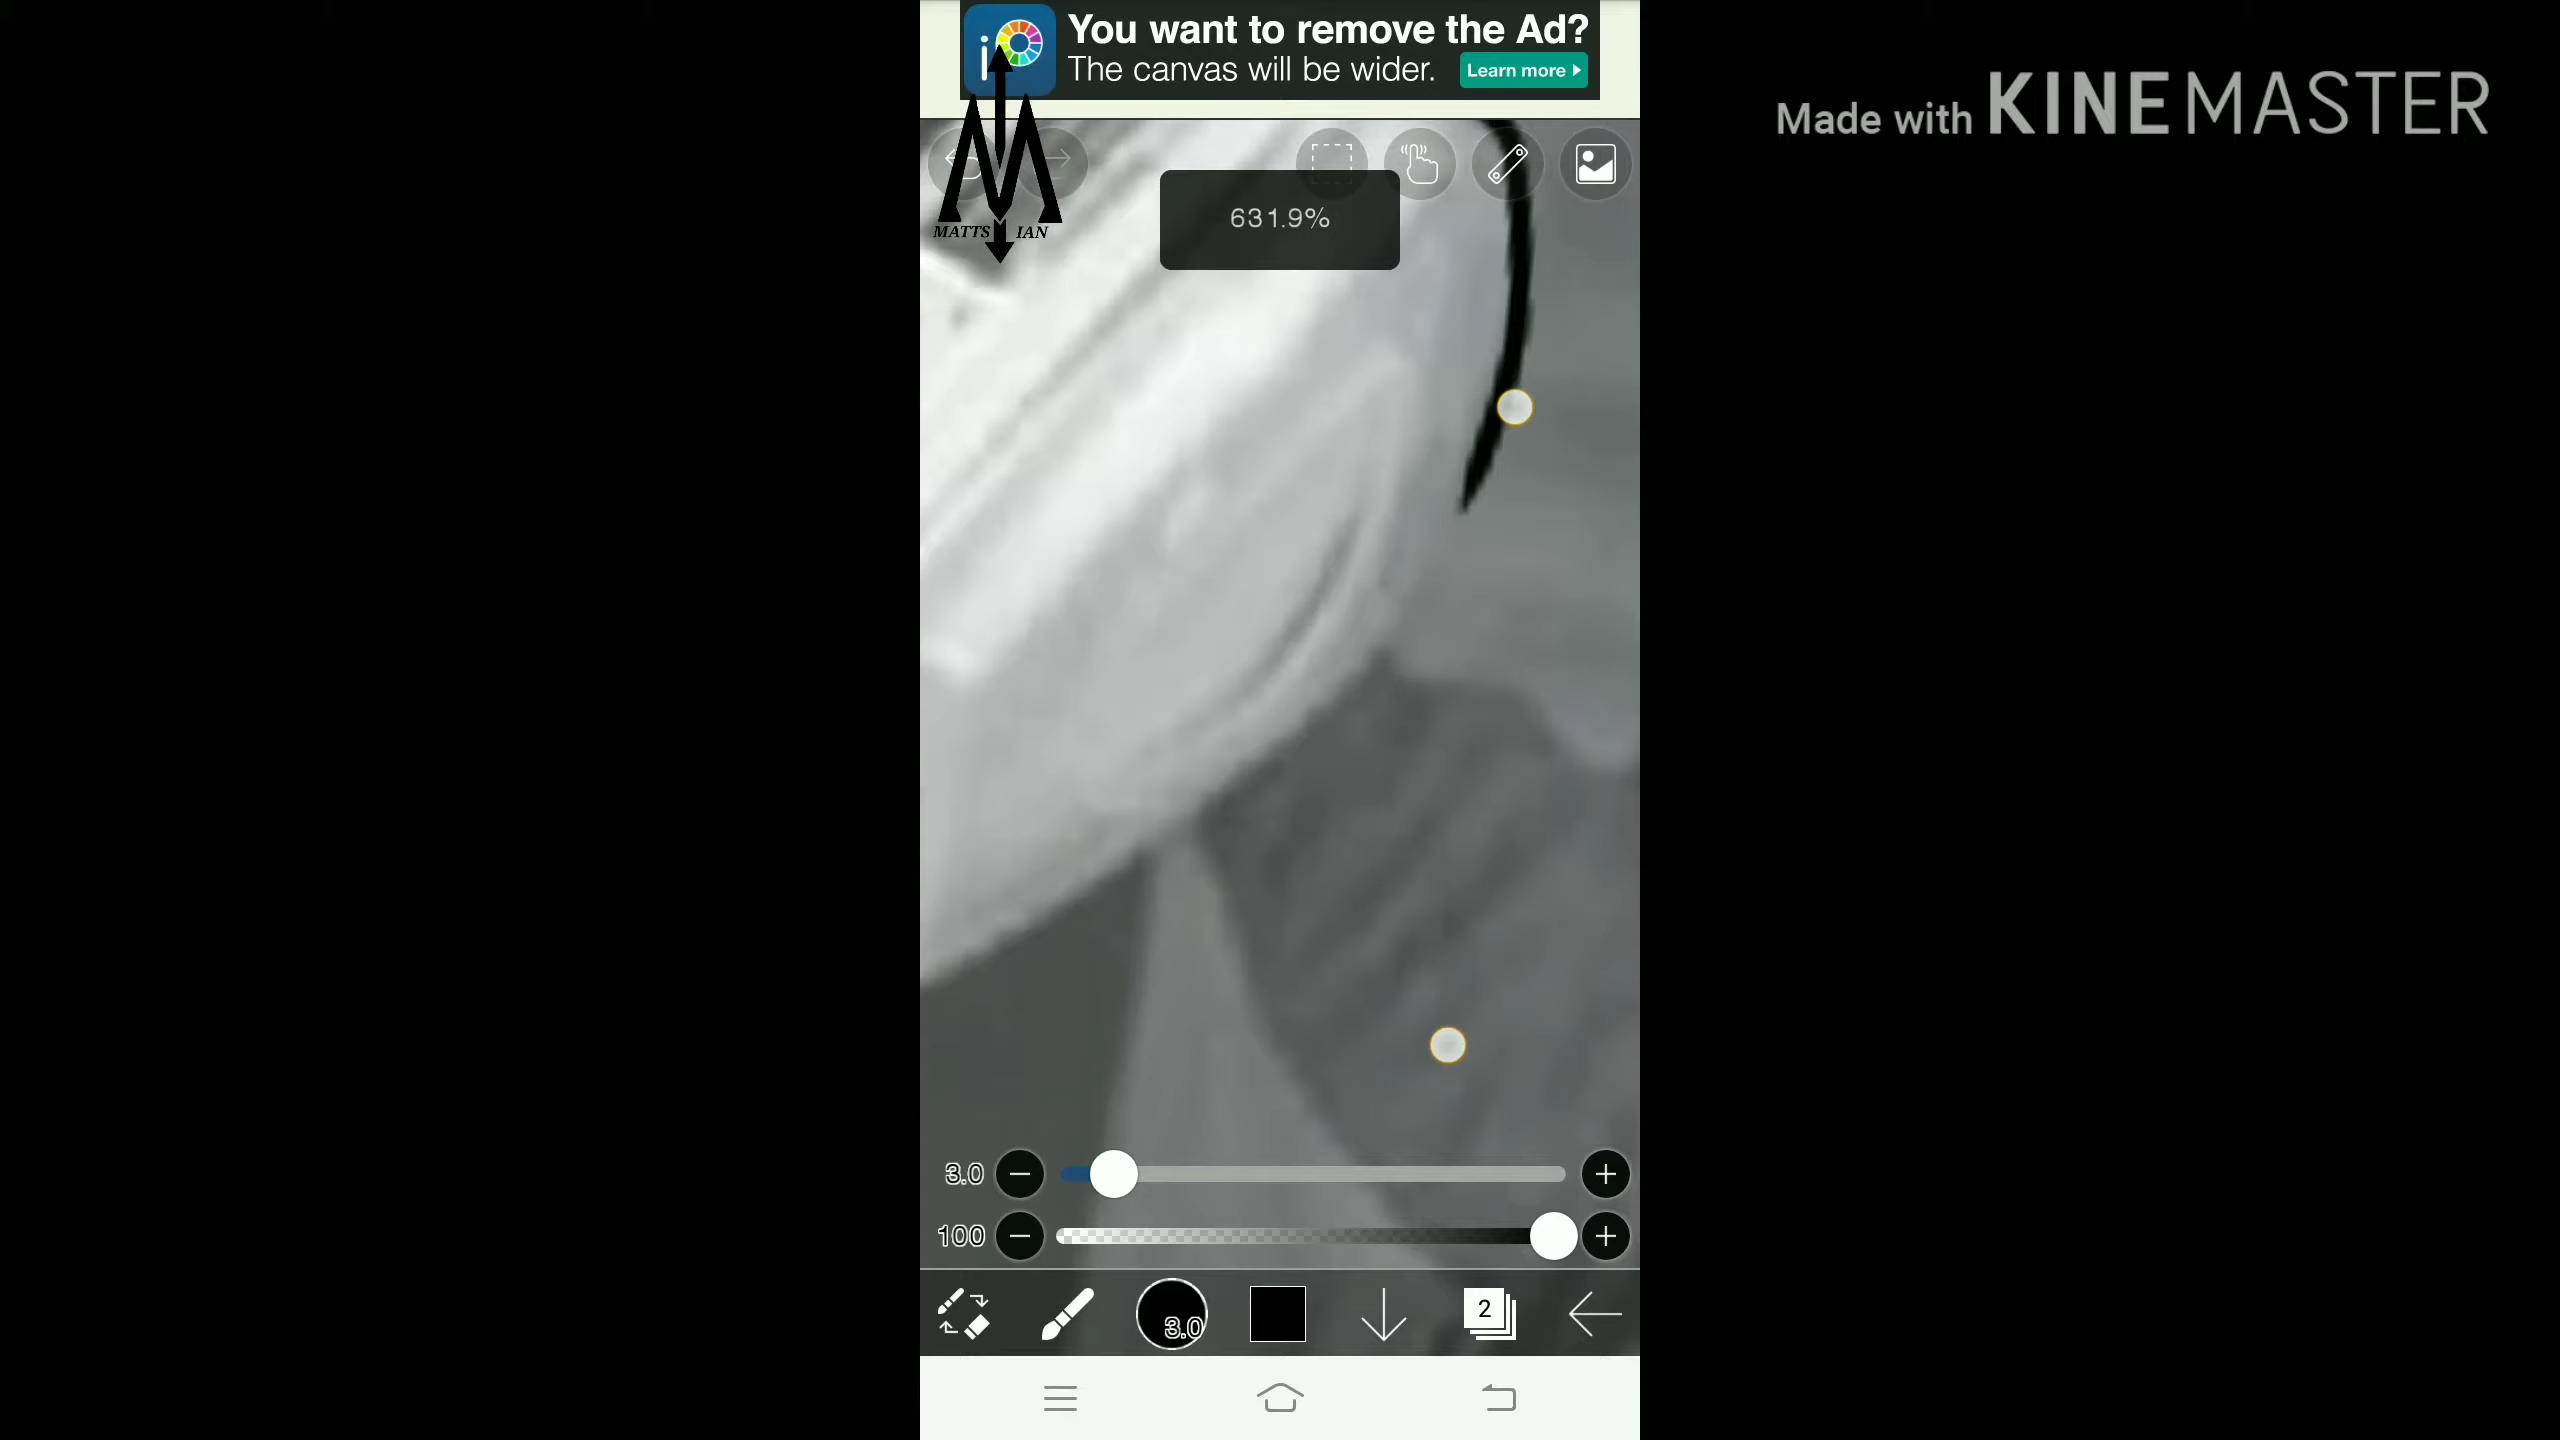 You want to remove the Ad?
The canvas will be wider. Learn more
Made with KINEMASTER
MATTS IAN
631.9%
3.0
100
3.0
2